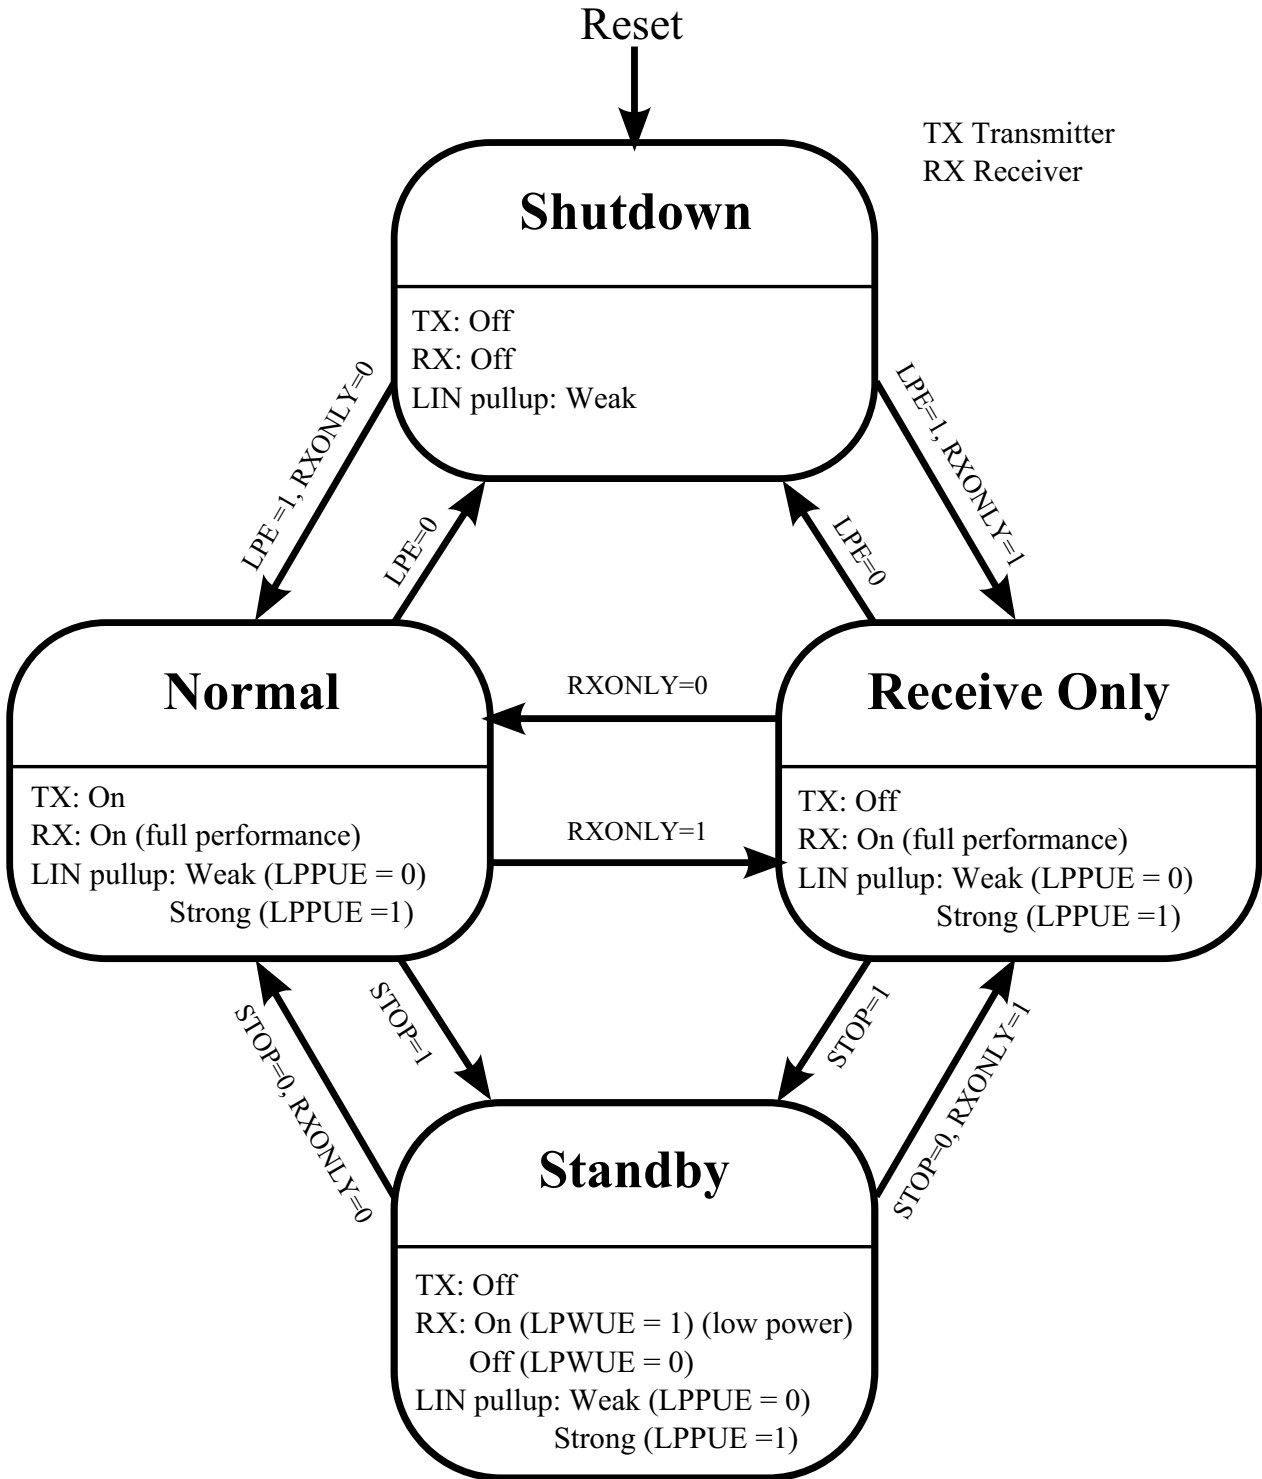 Reset
TX Transmitter
RX Receiver
Shutdown
TX: Off
RX: Off
LIN pullup: Weak
LPE =1, RXONLY=0
LPE=0
LPE=0
LPE=1, RXONLY=1
Normal
TX: On
RX: On (full performance)
LIN pullup: Weak (LPPUE = 0)
Strong (LPPUE =1)
RXONLY=0
RXONLY=1
Receive Only
TX: Off
RX: On (full performance)
LIN pullup: Weak (LPPUE = 0)
Strong (LPPUE =1)
STOP=0, RXONLY=0
STOP=1
STOP=1
STOP=0, RXONLY=1
Standby
TX: Off
RX: On (LPWUE = 1) (low power)
Off (LPWUE = 0)
LIN pullup: Weak (LPPUE = 0)
Strong (LPPUE =1)